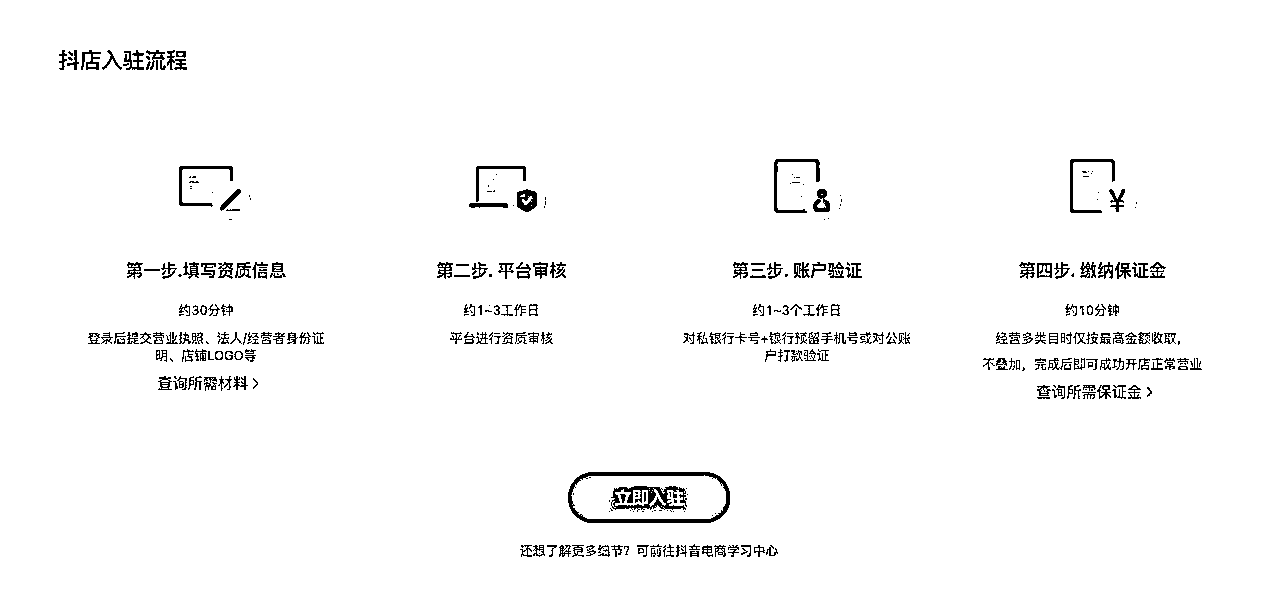 抖店入驻流程
第一步.填写资质信息
约30分钟
登录后提交营业执照、法人/经营者身份证
明、店铺LOGO等
查询所需材料 >
第二步. 平台审核
约1~3工作日
平台进行资质审核
第三步. 账户验证
约1~3个工作日
对私银行卡号+银行预留手机号或对公账
户打款验证
第四步. 缴纳保证金
约10分钟
经营多类目时仅按最高金额收取，
不叠加，完成后即可成功开店正常营业
查询所需保证金 >
立即入驻
还想了解更多细节？可前往抖音电商学习中心